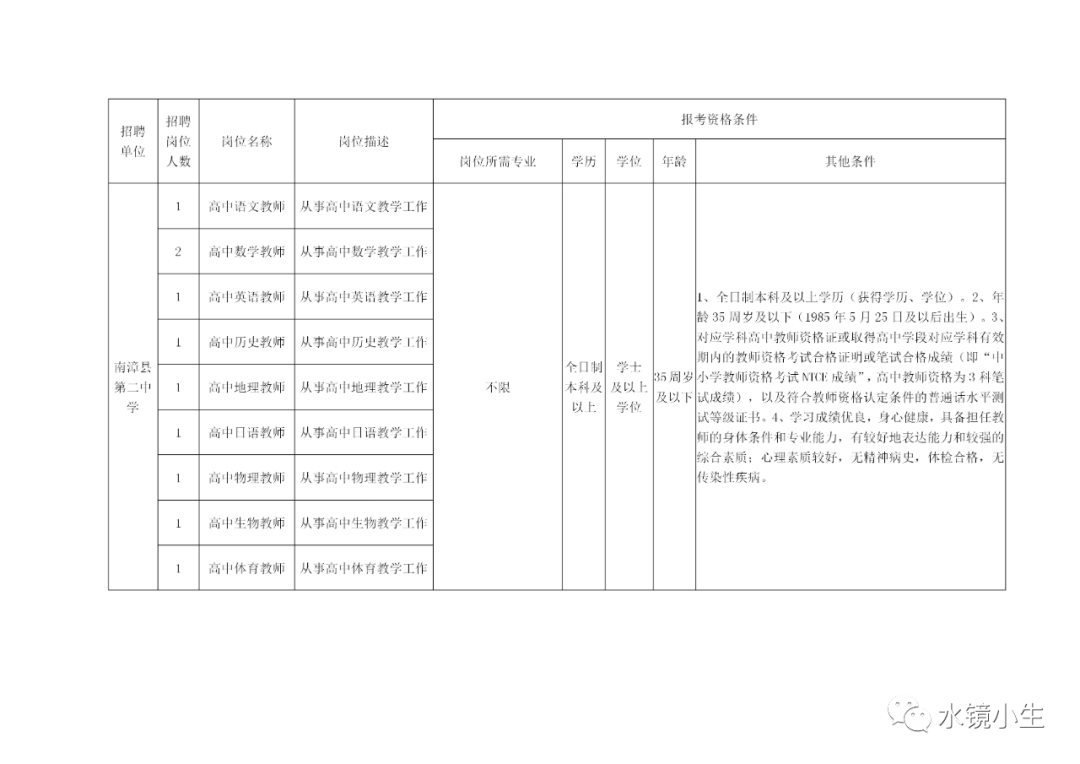 招聘
单位
招聘
岗位
人数
岗位名称
岗位描述
报考资格条件
岗位所需专业
学历
学位
年龄
其他条件
南漳县
第二中
学
1
高中语文教师
从事高中语文教学工作
2
高中数学教师
从事高中数学教学工作
1
高中英语教师
从事高中英语教学工作
1
高中历史教师
从事高中历史教学工作
1
高中地理教师
从事高中地理教学工作
1
高中日语教师
从事高中日语教学工作
1
高中物理教师
从事高中物理教学工作
1
高中生物教师
从事高中生物教学工作
1
高中体育教师
从事高中体育教学工作
不限
全日制
本科及
以上
学士
及以上
学位
35周岁
及以下
1、全日制本科及以上学历（获得学历、学位）。2、年
龄35周岁及以下（1985年5月25日及以后出生）。3、
对应学科高中教师资格证或取得高中学段对应学科有效
期内的教师资格考试合格证明或笔试合格成绩（即“中
小学教师资格考试NTCE成绩”，高中教师资格为3科笔
试成绩），以及符合教师资格认定条件的普通话水平测
试等级证书。4、学习成绩优良，身心健康，具备担任教
师的身体条件和专业能力，有较好地表达能力和较强的
综合素质；心理素质较好，无精神病史，体检合格，无
传染性疾病。
水镜小生